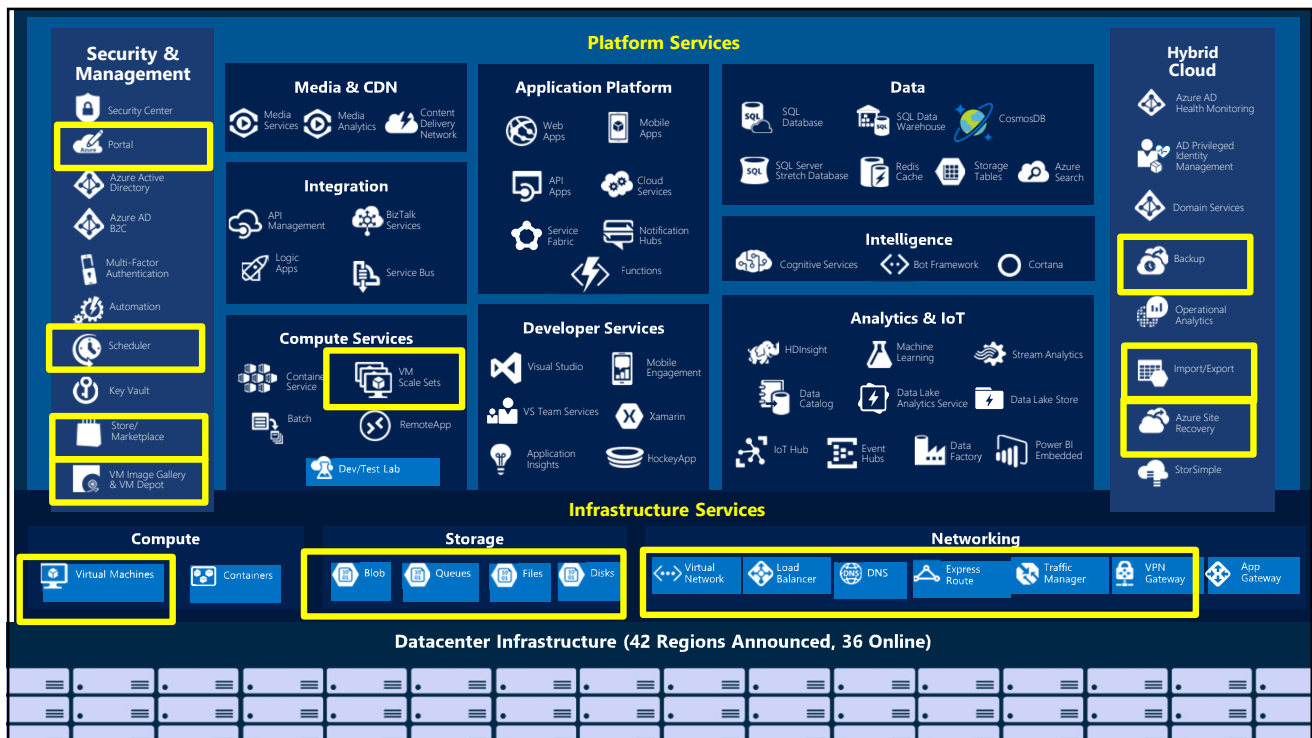 Platform Services
Security &
Management
Security Center
Azure
Portal
Azure Active
Directory
Azure AD
B2C
Multi-Factor
Authentication
Automation
Scheduler
Key Vault
Store/
Marketplace
VM Image Gallery
& VM Depot
Media & CDN
Media
Services
Media
Analytics
Content
Delivery
Network
Integration
API
Management
BizTalk
Services
Logic
Apps
Service Bus
Compute Services
Containe
Service
VM
Scale Sets
Batch
RemoteApp
Dev/Test Lab
Application Platform
Web
Apps
Mobile
Apps
API
Apps
Cloud
Services
Service
Fabric
Notification
Hubs
Functions
Developer Services
Visual Studio
Mobile
Engagement
VS Team Services
Xamarin
Application
Insights
HockeyApp
Data
SQL
SQL
Database
SQL
SQL Data
Warehouse
CosmosDB
SQL
SQL Server
Stretch Database
Redis
Cache
Storage
Tables
Azure
Search
Intelligence
Cognitive Services
Bot Framework
Cortana
Analytics & IoT
HDInsight
Machine
Learning
Stream Analytics
Data
Catalog
Data Lake
Analytics Service
Data Lake Store
IoT Hub
Event
Hubs
Data
Factory
Power BI
Embedded
Hybrid
Cloud
Azure AD
Health Monitoring
AD Privileged
Identity
Management
Domain Services
Backup
Operational
Analytics
Import/Export
Azure Site
Recovery
StorSimple
Infrastructure Services
Compute
Virtual Machines
Containers
Storage
Blob
Queues
Files
Disks
Networking
Virtual
Network
Load
Balancer
DNS
DNS
Express
Route
Traffic
Manager
VPN
Gateway
App
Gateway
Datacenter Infrastructure (42 Regions Announced, 36 Online)